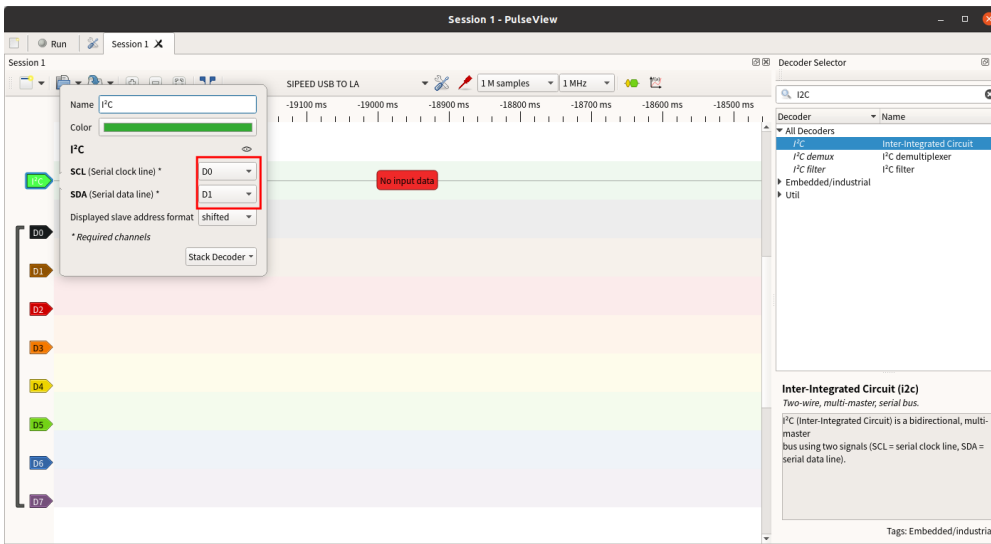 Session 1 - PulseView
Run
Session 1
Session 1
Decoder Selector
SIPEED USB TO LA
1 M samples
1 MHz
I2C
-19100 ms
-19000 ms
-18900 ms
-18800 ms
-18700 ms
-18600 ms
-18500 ms
Name
I²C
Color
I²C
SCL (Serial clock line) *
D0
SDA (Serial data line) *
D1
Displayed slave address format
shifted
* Required channels
Stack Decoder
I²C
No input data
D0
D1
D2
D3
D4
D5
D6
D7
Decoder
Name
All Decoders
I²C
Inter-Integrated Circuit
I²C demux
I²C demultiplexer
I²C filter
I²C filter
Embedded/industrial
Util
Inter-Integrated Circuit (i2c)
Two-wire, multi-master, serial bus.
I²C (Inter-Integrated Circuit) is a bidirectional, multi-
master
bus using two signals (SCL = serial clock line, SDA =
serial data line).
Tags: Embedded/industria